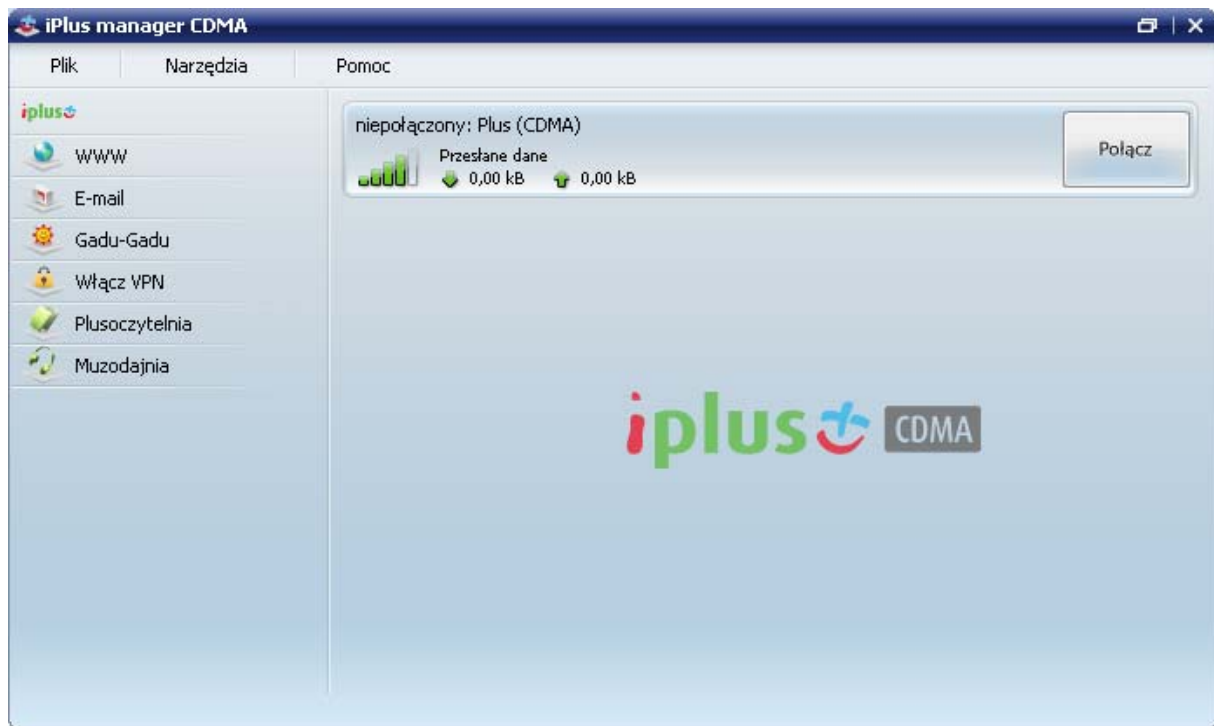 iPlus manager CDMA
Plik Narzędzia Pomoc
iplus
WWW
E-mail
Gadu-Gadu
Włącz VPN
Plusoczytelnia
Muzodajnia
niepołączony: Plus (CDMA)
Przesłane dane
0,00 kB 0,00 kB
Połącz
iplus CDMA